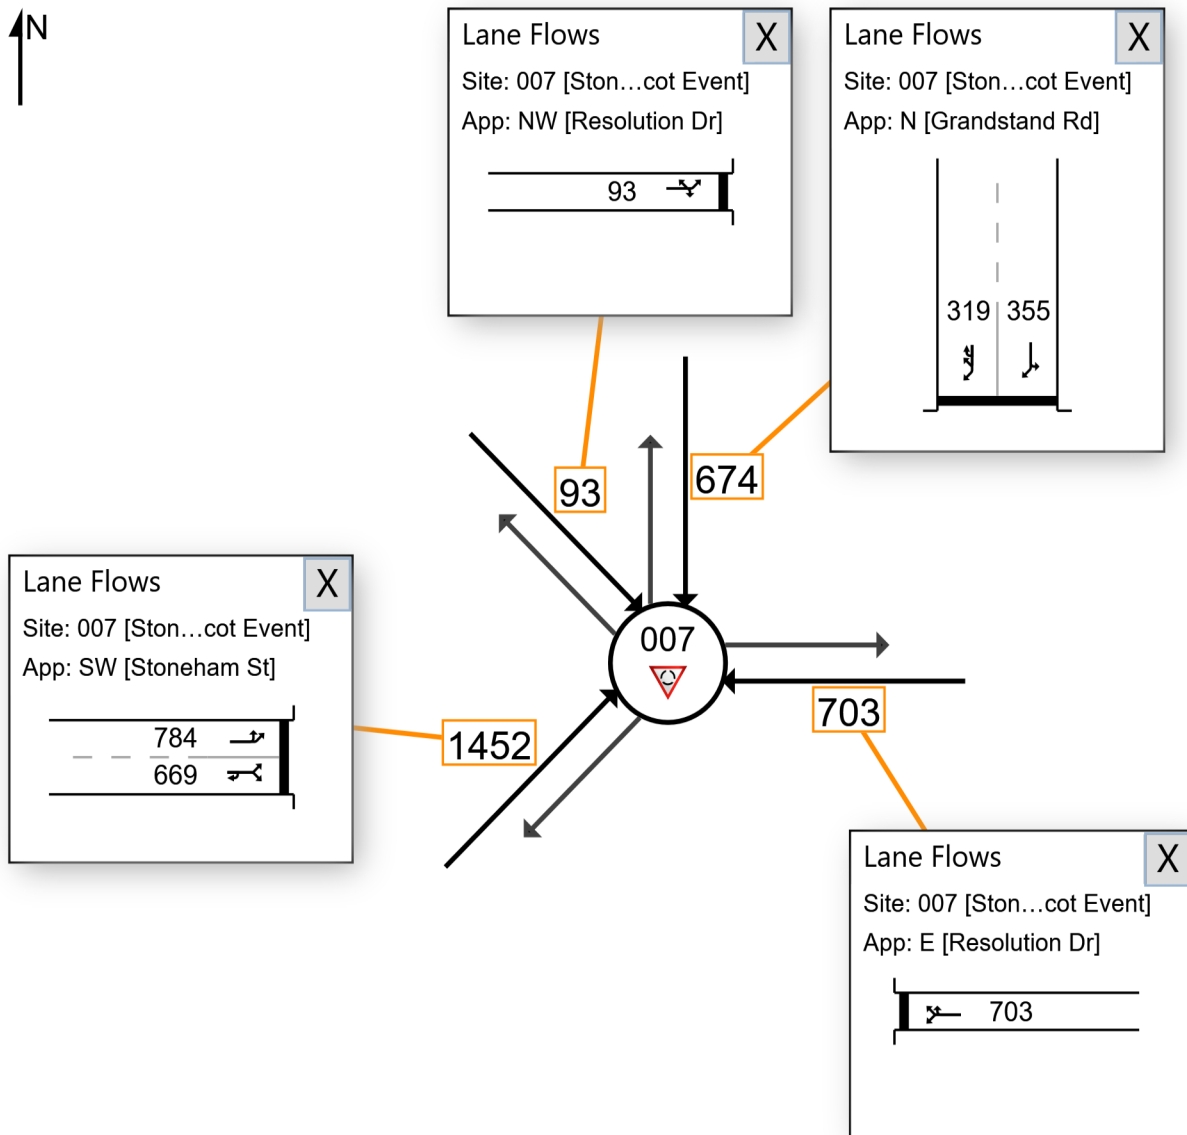 N
Lane Flows
X
Site: 007 [Ston...cot Event]
App: NW [Resolution Dr]
93
Lane Flows
X
Site: 007 [Ston...cot Event]
App: N [Grandstand Rd]
319 355
93
674
007
703
Lane Flows
X
Site: 007 [Ston...cot Event]
App: SW [Stoneham St]
784
669
1452
Lane Flows
X
Site: 007 [Ston...cot Event]
App: E [Resolution Dr]
703